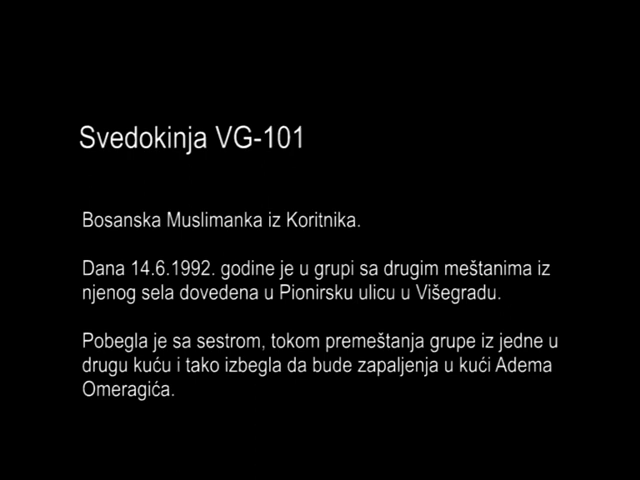 Svedokinja VG-101
Bosanska Muslimanka iz Koritnika.
Dana 14.6.1992. godine je u grupi sa drugim meštanima iz
njenog sela dovedena u Pionirsku ulicu u Višegradu.
Pobegla je sa sestrom, tokom premeštanja grupe iz jedne u
drugu kuću i tako izbegla da bude zapaljenja u kući Adema
Omeragića.